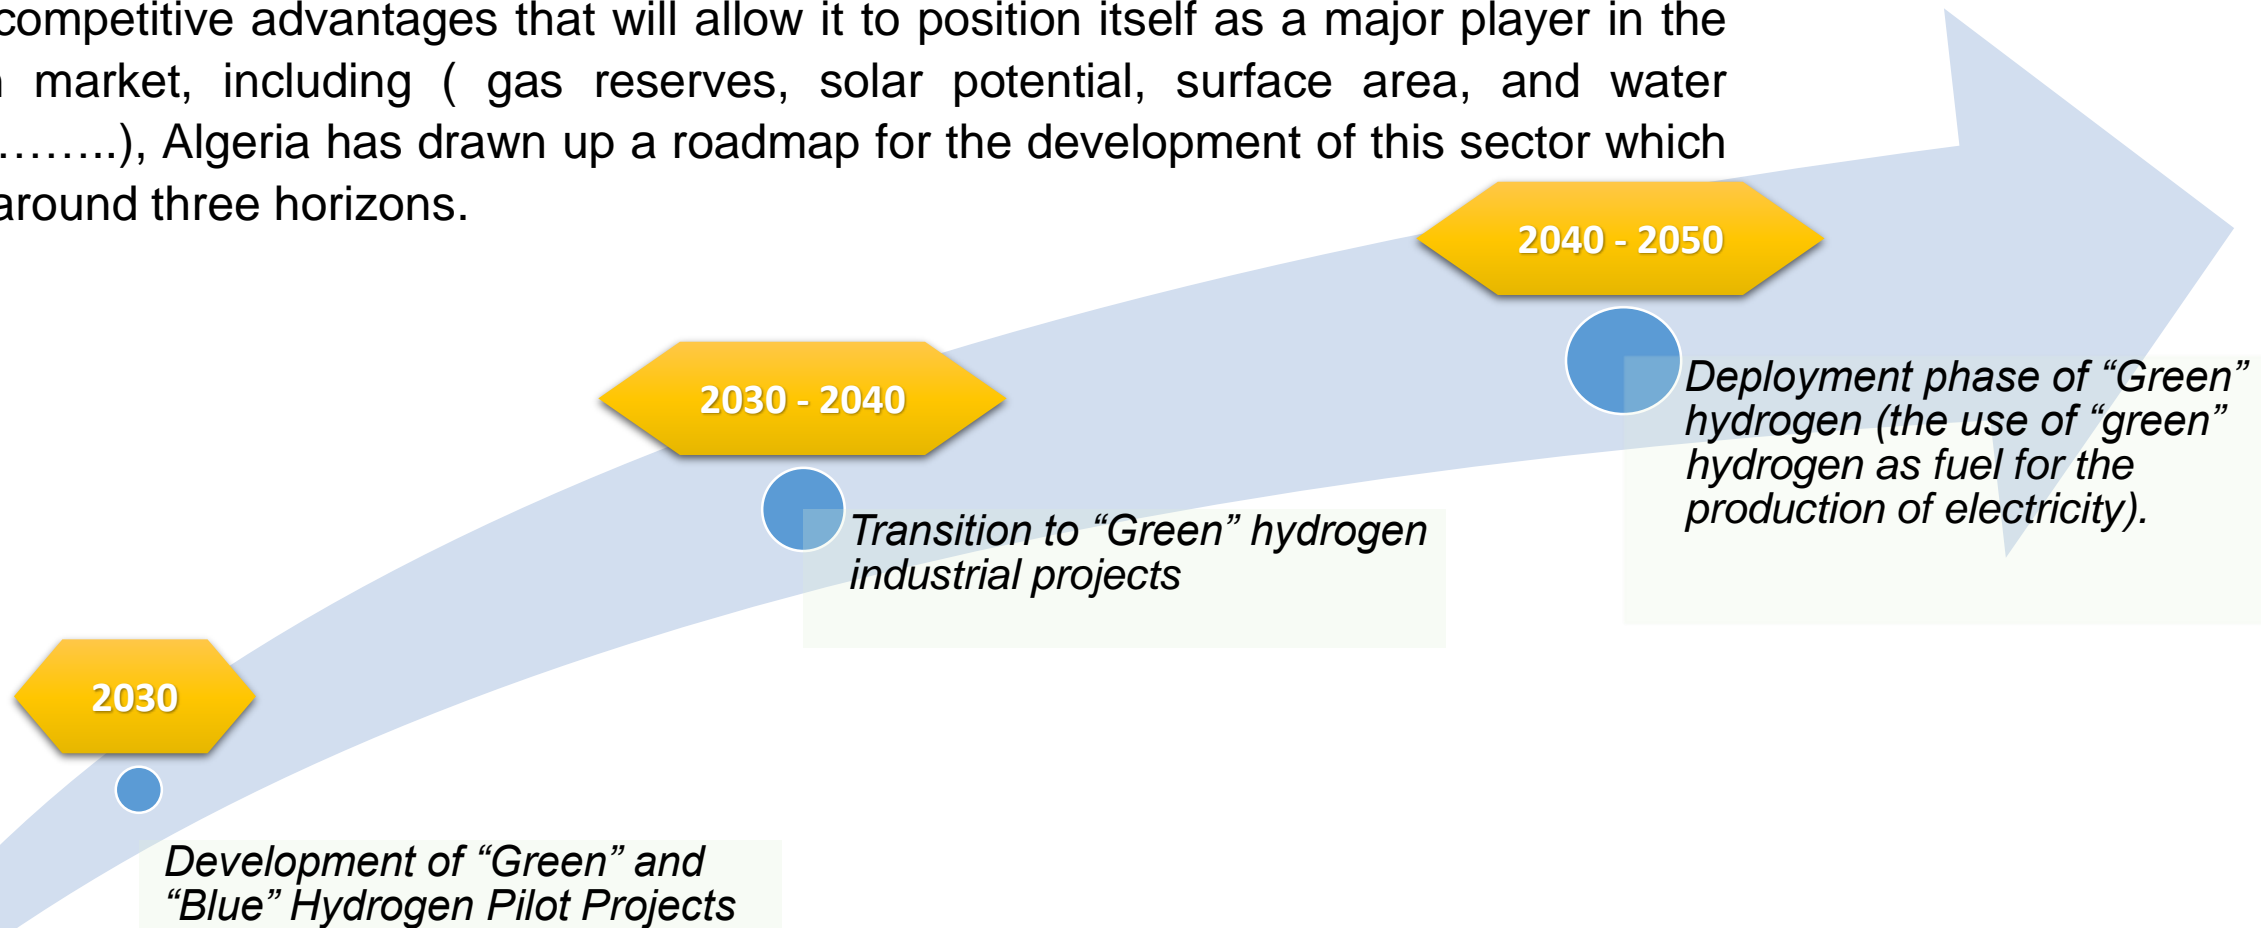 competitive advantages that will allow it to position itself as a major player in the
market, including ( gas reserves, solar potential, surface area, and water
……..), Algeria has drawn up a roadmap for the development of this sector which
around three horizons.
2040 - 2050
Deployment phase of “Green”
hydrogen (the use of “green”
hydrogen as fuel for the
production of electricity).
2030 - 2040
Transition to “Green” hydrogen
industrial projects
2030
Development of “Green” and
“Blue” Hydrogen Pilot Projects